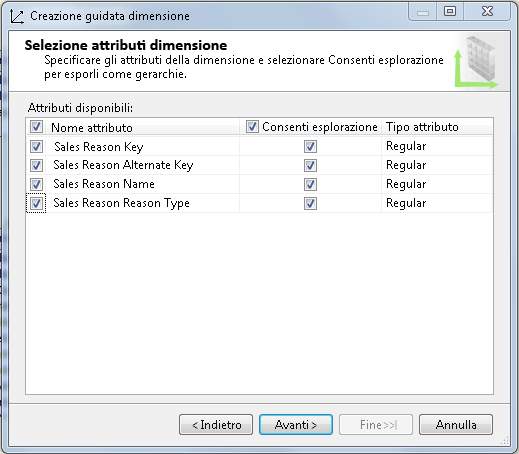 Creazione guidata dimensione
Selezione attributi dimensione
Specificare gli attributi della dimensione e selezionare Consenti esplorazione
per esporli come gerarchie.
Attributi disponibili:
Nome attributo Consenti esplorazione Tipo attributo
Sales Reason Key Regular
Sales Reason Alternate Key Regular
Sales Reason Name Regular
Sales Reason Reason Type Regular
< Indietro Avanti > Fine >>| Annulla